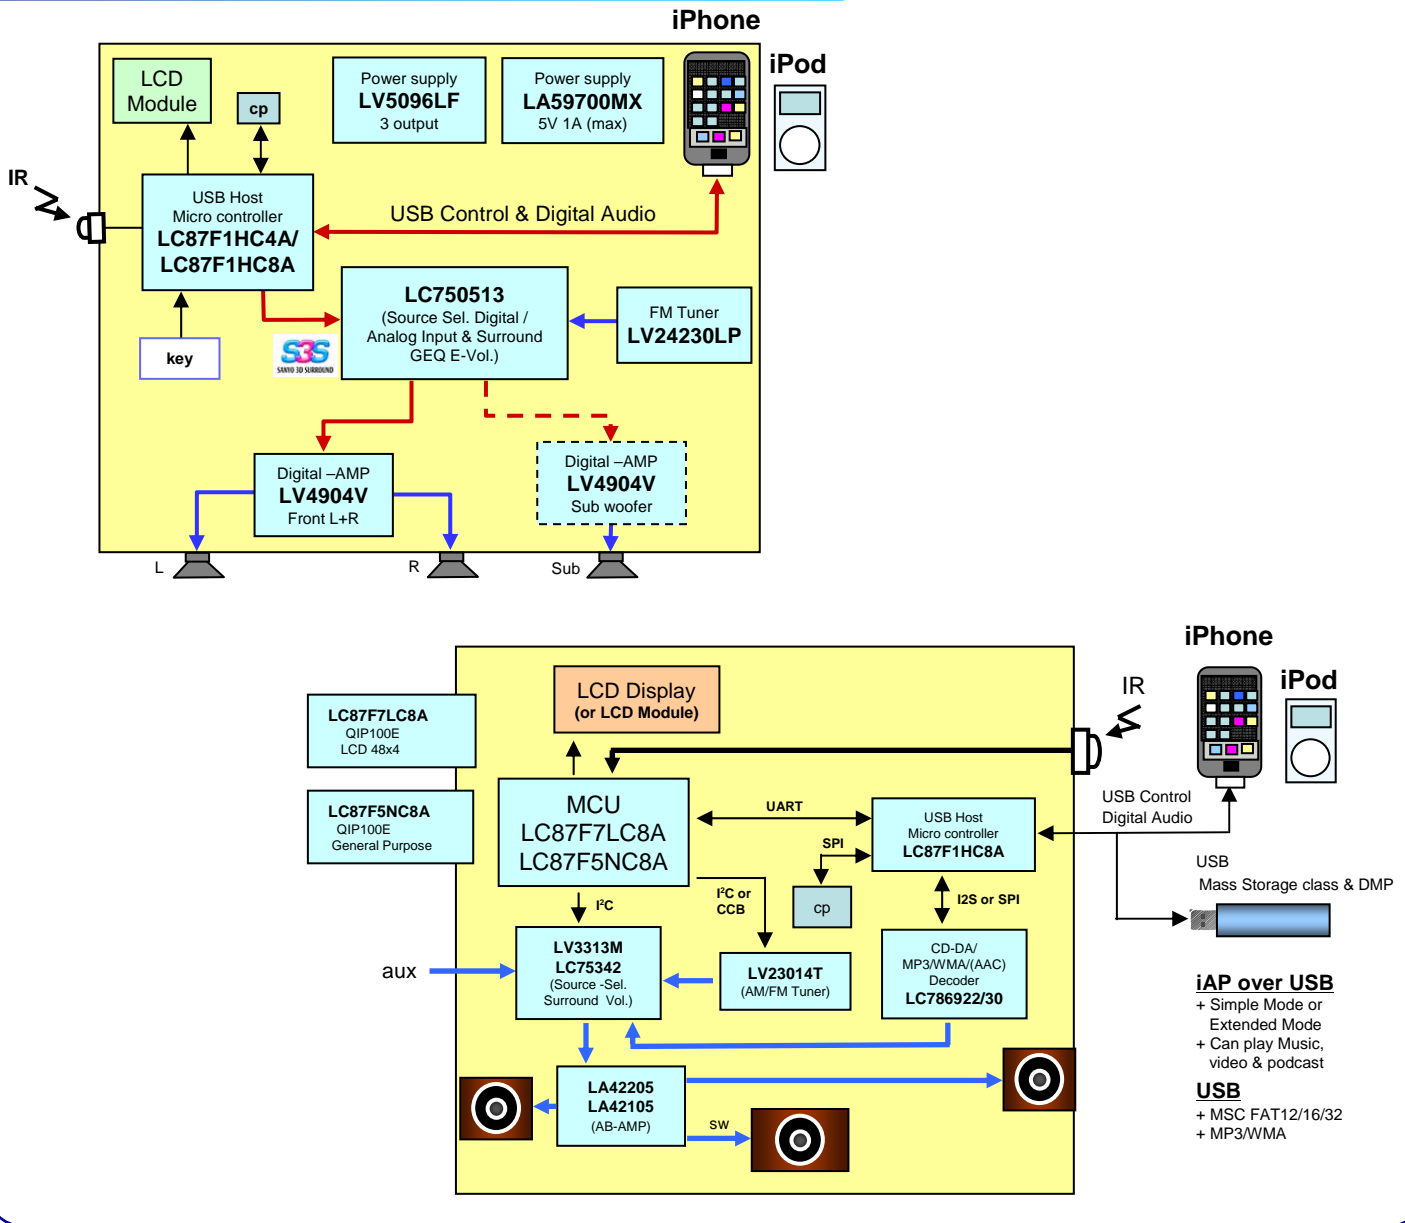 iPhone
iPod
LCD
Module
cp
Power supply
LV5096LF
3 output
Power supply
LA59700MX
5V 1A (max)
IR
USB Host
Micro controller
LC87F1HC4A/
LC87F1HC8A
USB Control & Digital Audio
key
S3S
SANYO 3D SURROUND
LC750513
(Source Sel. Digital /
Analog Input & Surround
GEQ E-Vol.)
FM Tuner
LV24230LP
Digital –AMP
LV4904V
Front L+R
Digital –AMP
LV4904V
Sub woofer
L
R
Sub
iPhone
iPod
IR
LC87F7LC8A
QIP100E
LCD 48x4
LC87F5NC8A
QIP100E
General Purpose
LCD Display
(or LCD Module)
MCU
LC87F7LC8A
LC87F5NC8A
UART
SPI
cp
USB Host
Micro controller
LC87F1HC8A
USB Control
Digital Audio
USB
Mass Storage class & DMP
I²C
I²C or
CCB
I2S or SPI
aux
LV3313M
LC75342
(Source -Sel.
Surround Vol.)
LV23014T
(AM/FM Tuner)
CD-DA/
MP3/WMA/(AAC)
Decoder
LC786922/30
LA42205
LA42105
(AB-AMP)
SW
iAP over USB
+ Simple Mode or
Extended Mode
+ Can play Music,
video & podcast
USB
+ MSC FAT12/16/32
+ MP3/WMA